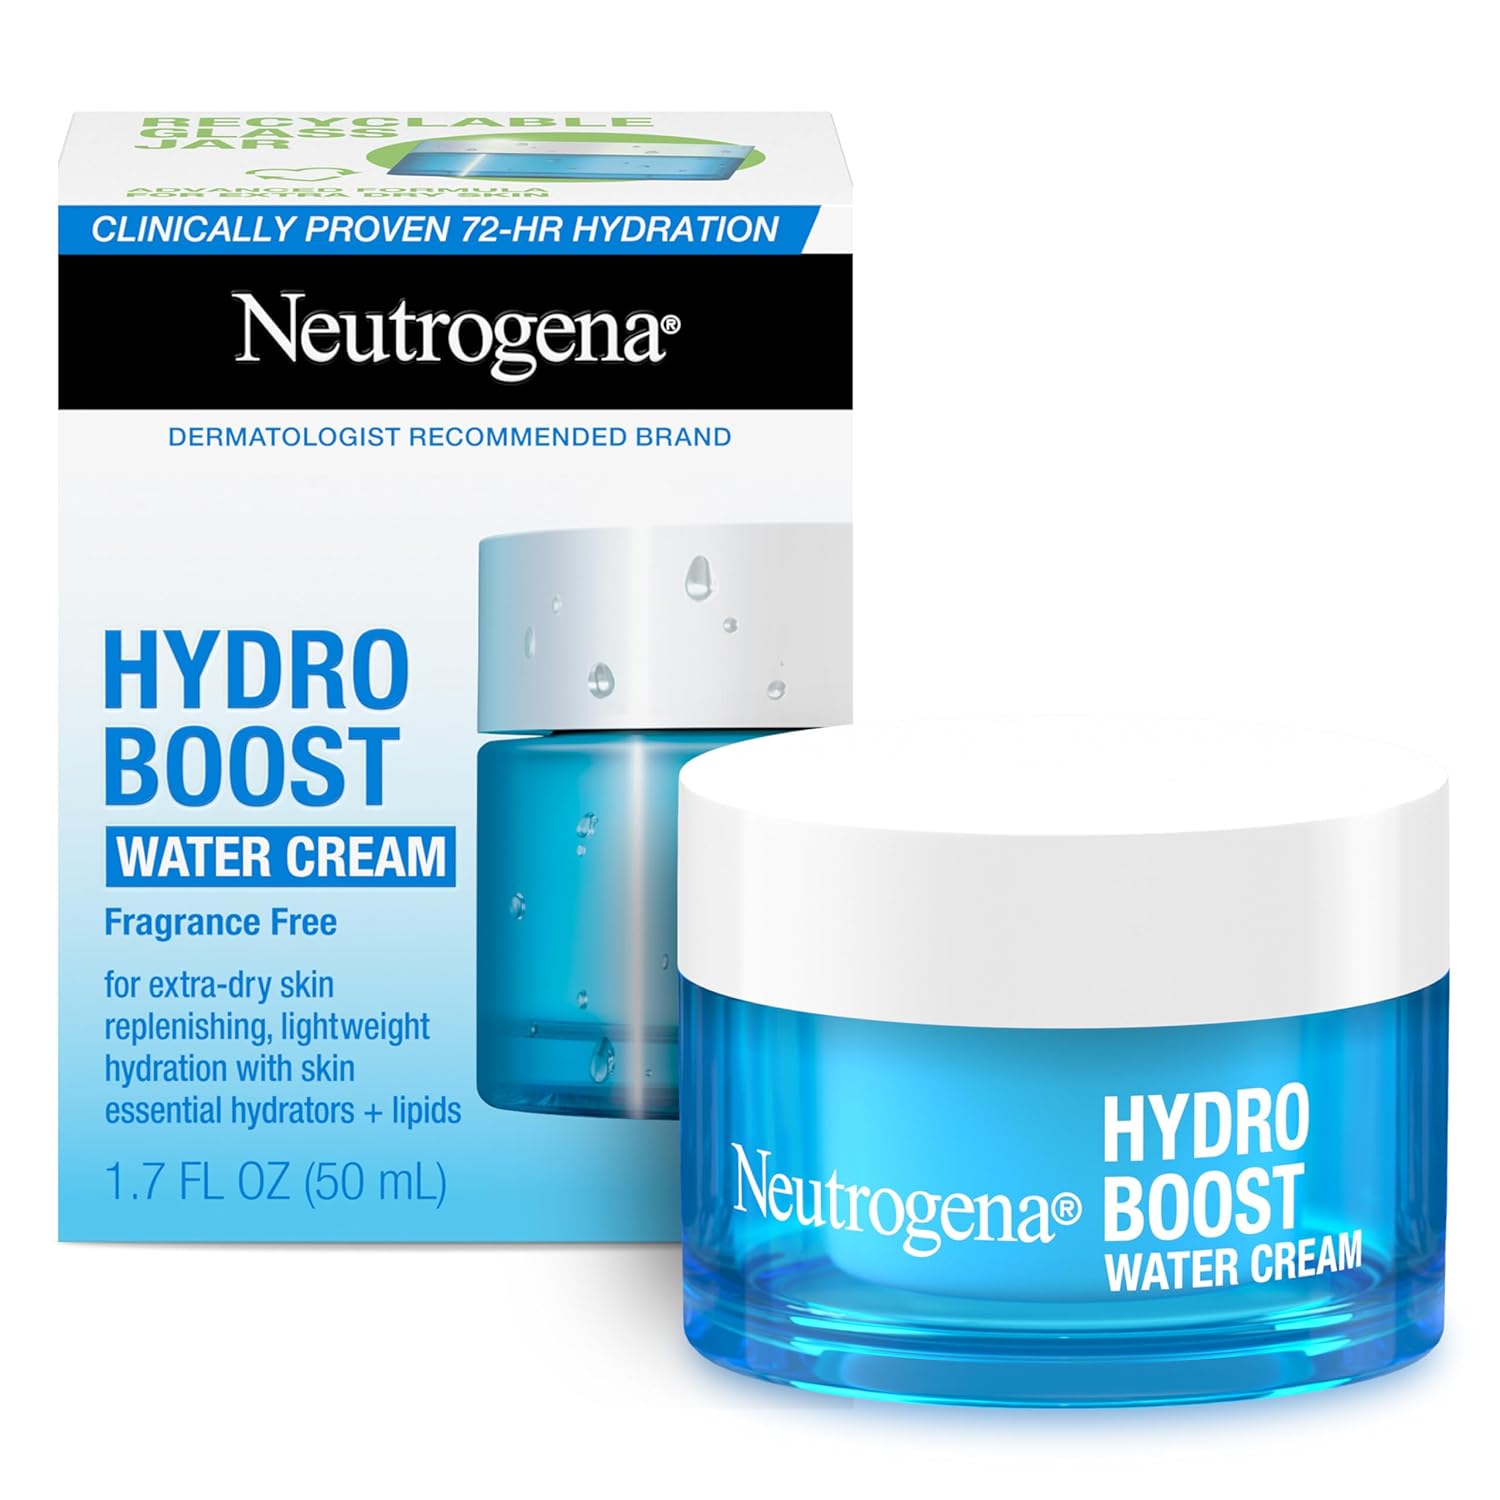 RECYCLABLE
GLASS
JAR
ADVANCED FORMULA
FOR EXTRA DRY SKIN
CLINICALLY PROVEN 72-HR HYDRATION
Neutrogena®
DERMATOLOGIST RECOMMENDED BRAND
HYDRO
BOOST
WATER CREAM
Fragrance Free
for extra-dry skin
replenishing, lightweight
hydration with skin
essential hydrators + lipids
1.7 FL OZ (50 mL)
Neutrogena®
HYDRO
BOOST
WATER CREAM